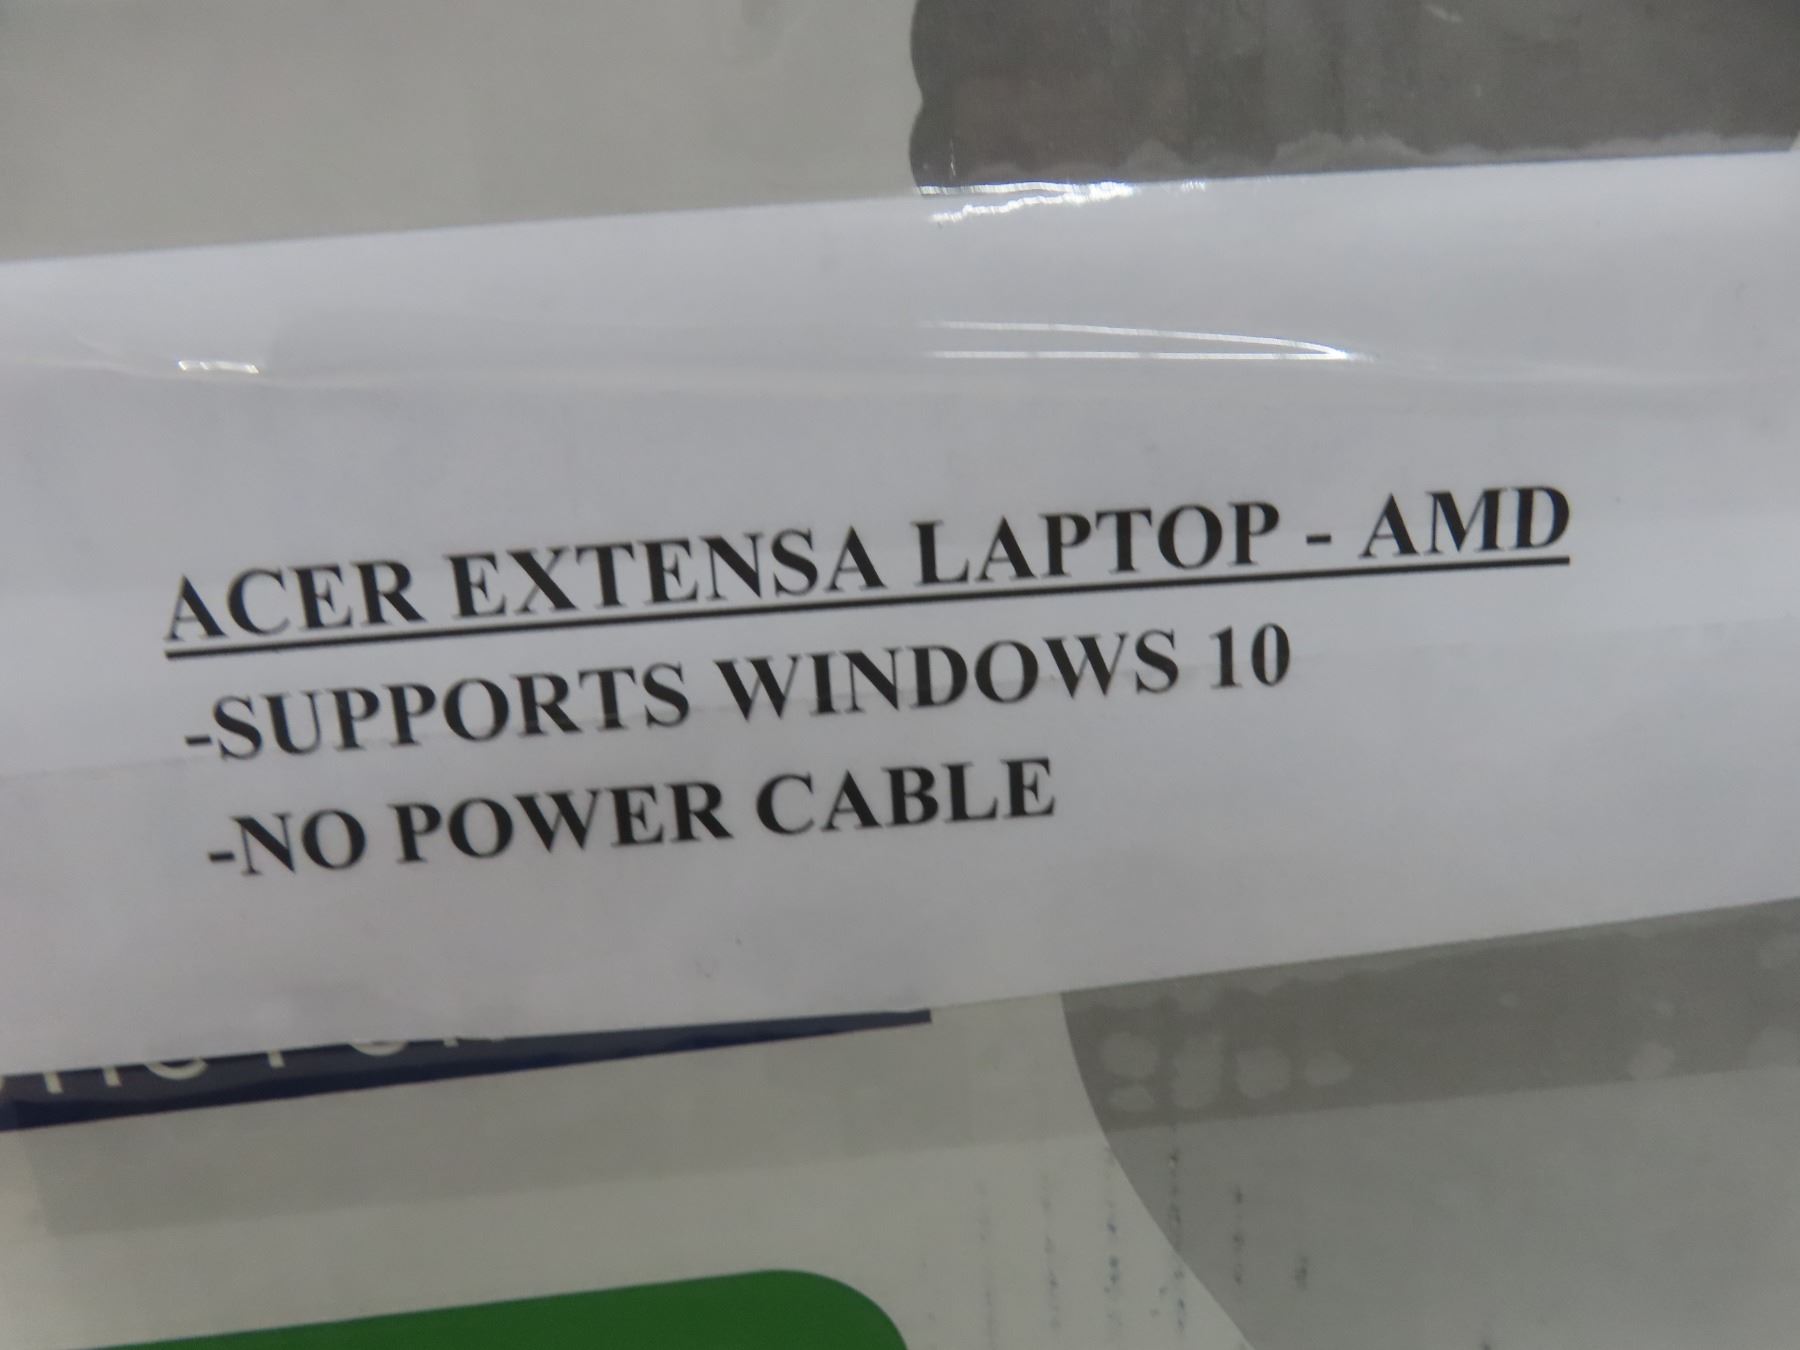 ACER EXTENSA LAPTOP - AMD
-SUPPORTS WINDOWS 10
-NO POWER CABLE